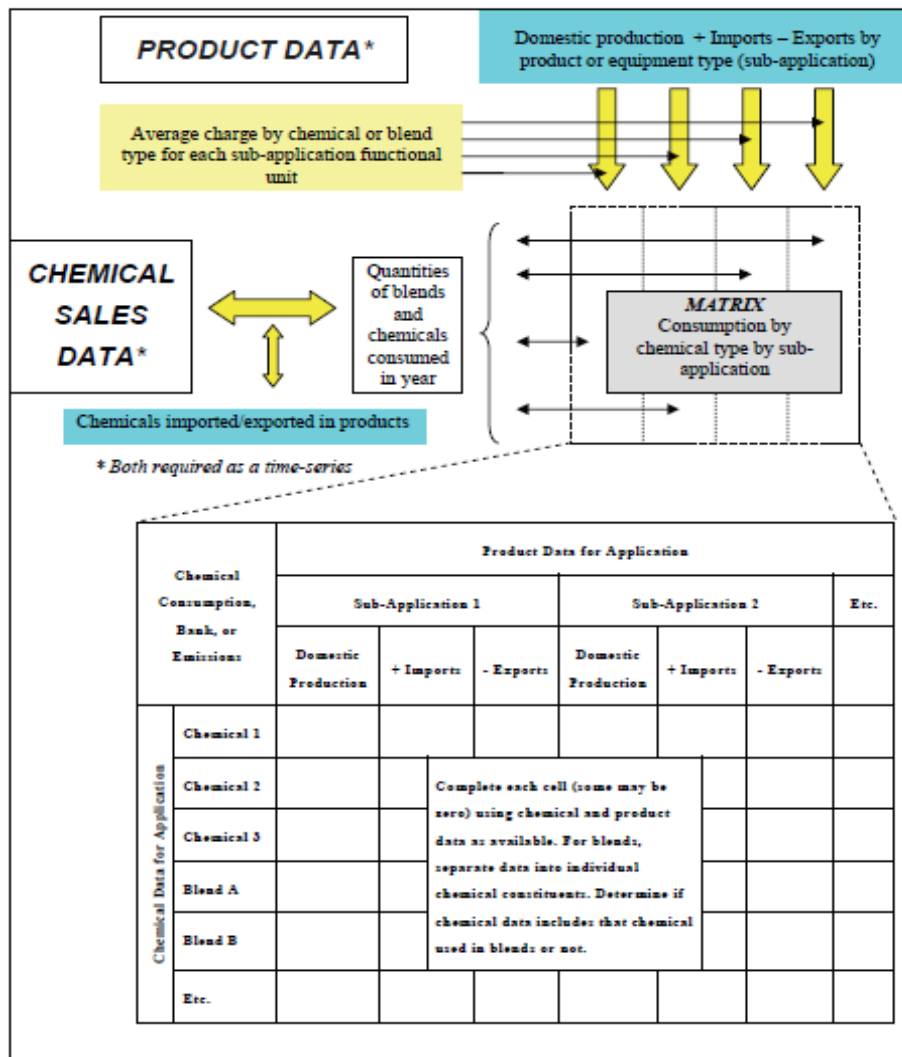 PRODUCT DATA*
Domestic production + Imports – Exports by
product or equipment type (sub-application)
Average charge by chemical or blend
type for each sub-application functional
unit
CHEMICAL
SALES
DATA*
Quantities
of blends
and
chemicals
consumed
in year
MATRIX
Consumption by
chemical type by sub-
application
Chemicals imported/exported in products
* Both required as a time-series
Chemical
Consumption,
Bank, or
Emissions
Product Data for Application
Sub-Application 1
Sub-Application 2
Etc.
Domestic
Production
+ Imports
- Exports
Domestic
Production
+ Imports
- Exports
Chemical Data for Application
Chemical 1
Chemical 2
Chemical 3
Blend A
Blend B
Etc.
Complete each cell (some may be
zero) using chemical and product
data as available. For blends,
separate data into individual
chemical constituents. Determine if
chemical data includes that chemical
used in blends or not.